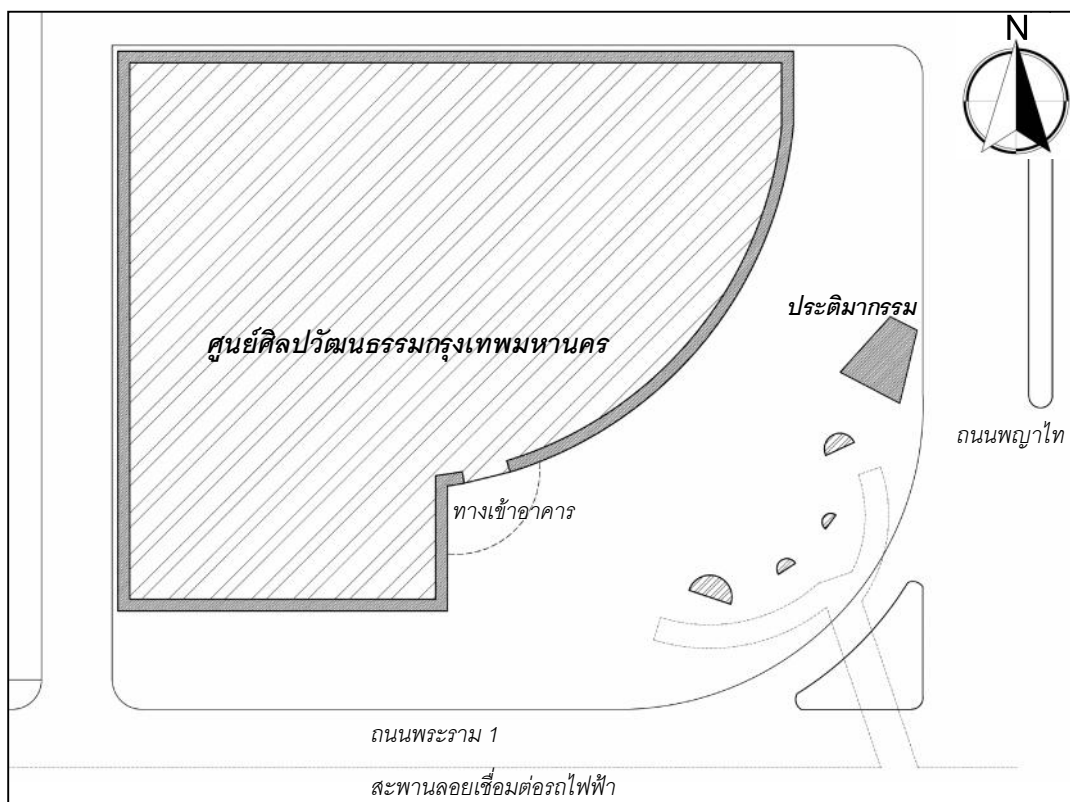 N
ประติมากรรม
ศูนย์ศิลปวัฒนธรรมกรุงเทพมหานคร
ถนนพญาไท
ทางเข้าอาคาร
ถนนพระราม 1
สะพานลอยเชื่อมต่อรถไฟฟ้า